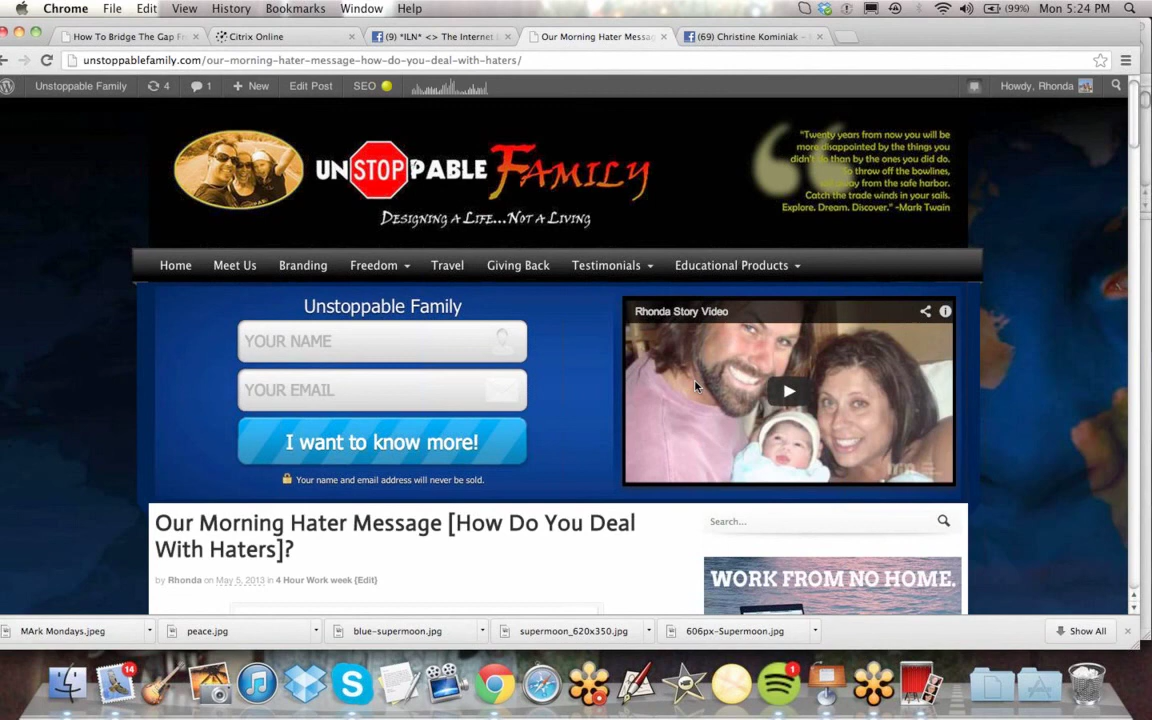 Chrome File Edit View History Bookmarks Window Help (99%) Mon 5:24 PM
How To Bridge The Gap Fr
Citrix Online
(9) *ILN* <> The Internet
Our Morning Hater Messag
(69) Christine Kominiak –
unstoppablefamily.com/our-morning-hater-message-how-do-you-deal-with-haters/
Unstoppable Family 4 1 New Edit Post SEO Howdy, Rhonda
UNSTOPPABLE FAMILY
DESIGNING A LIFE...NOT A LIVING
"Twenty years from now you will be
more disappointed by the things you
didn't do than by the ones you did do.
So throw off the bowlines,
sail away from the safe harbor.
Catch the trade winds in your sails.
Explore. Dream. Discover." -Mark Twain
Home Meet Us Branding Freedom Travel Giving Back Testimonials Educational Products
Unstoppable Family
YOUR NAME
YOUR EMAIL
I want to know more!
Your name and email address will never be sold.
Rhonda Story Video
Our Morning Hater Message [How Do You Deal
With Haters]?
by Rhonda on May 5, 2013 in 4 Hour Work week {Edit}
Search...
WORK FROM NO HOME.
MArk Mondays.jpeg
peace.jpg
blue-supermoon.jpg
supermoon_620x350.jpg
606px-Supermoon.jpg
Show All
14
1